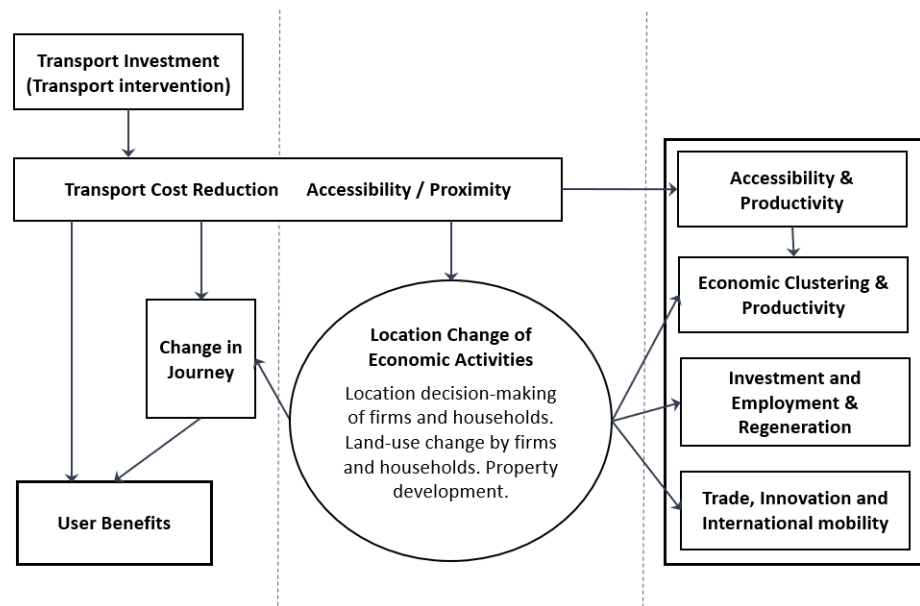 Transport Investment
(Transport intervention)
Transport Cost Reduction Accessibility / Proximity
Accessibility &
Productivity
Economic Clustering &
Productivity
Change in
Journey
Location Change of
Economic Activities
Location decision-making
of firms and households.
Land-use change by firms
and households. Property
development.
Investment and
Employment &
Regeneration
User Benefits
Trade, Innovation and
International mobility